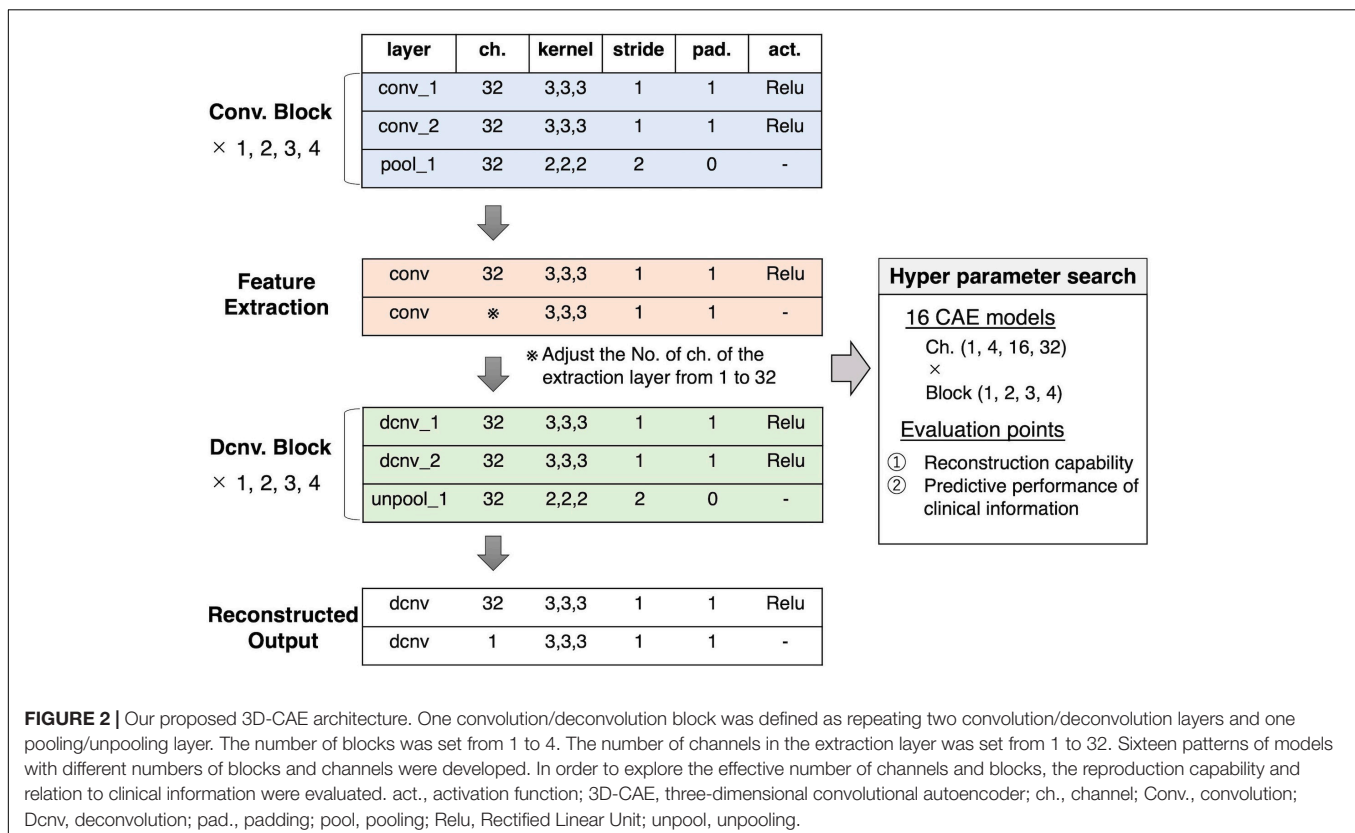 layer ch. kernel stride pad. act.
Conv. Block
× 1, 2, 3, 4
conv_1 32 3,3,3 1 1 Relu
conv_2 32 3,3,3 1 1 Relu
pool_1 32 2,2,2 2 0 -
Feature
Extraction
conv 32 3,3,3 1 1 Relu
conv ※ 3,3,3 1 1 -
※ Adjust the No. of ch. of the
extraction layer from 1 to 32
Dcnv. Block
× 1, 2, 3, 4
dcnv_1 32 3,3,3 1 1 Relu
dcnv_2 32 3,3,3 1 1 Relu
unpool_1 32 2,2,2 2 0 -
Reconstructed
Output
dcnv 32 3,3,3 1 1 Relu
dcnv 1 3,3,3 1 1 -
Hyper parameter search
16 CAE models
Ch. (1, 4, 16, 32)
×
Block (1, 2, 3, 4)
Evaluation points
① Reconstruction capability
② Predictive performance of
clinical information
FIGURE 2 | Our proposed 3D-CAE architecture. One convolution/deconvolution block was defined as repeating two convolution/deconvolution layers and one
pooling/unpooling layer. The number of blocks was set from 1 to 4. The number of channels in the extraction layer was set from 1 to 32. Sixteen patterns of models
with different numbers of blocks and channels were developed. In order to explore the effective number of channels and blocks, the reproduction capability and
relation to clinical information were evaluated. act., activation function; 3D-CAE, three-dimensional convolutional autoencoder; ch., channel; Conv., convolution;
Dcnv, deconvolution; pad., padding; pool, pooling; Relu, Rectified Linear Unit; unpool, unpooling.